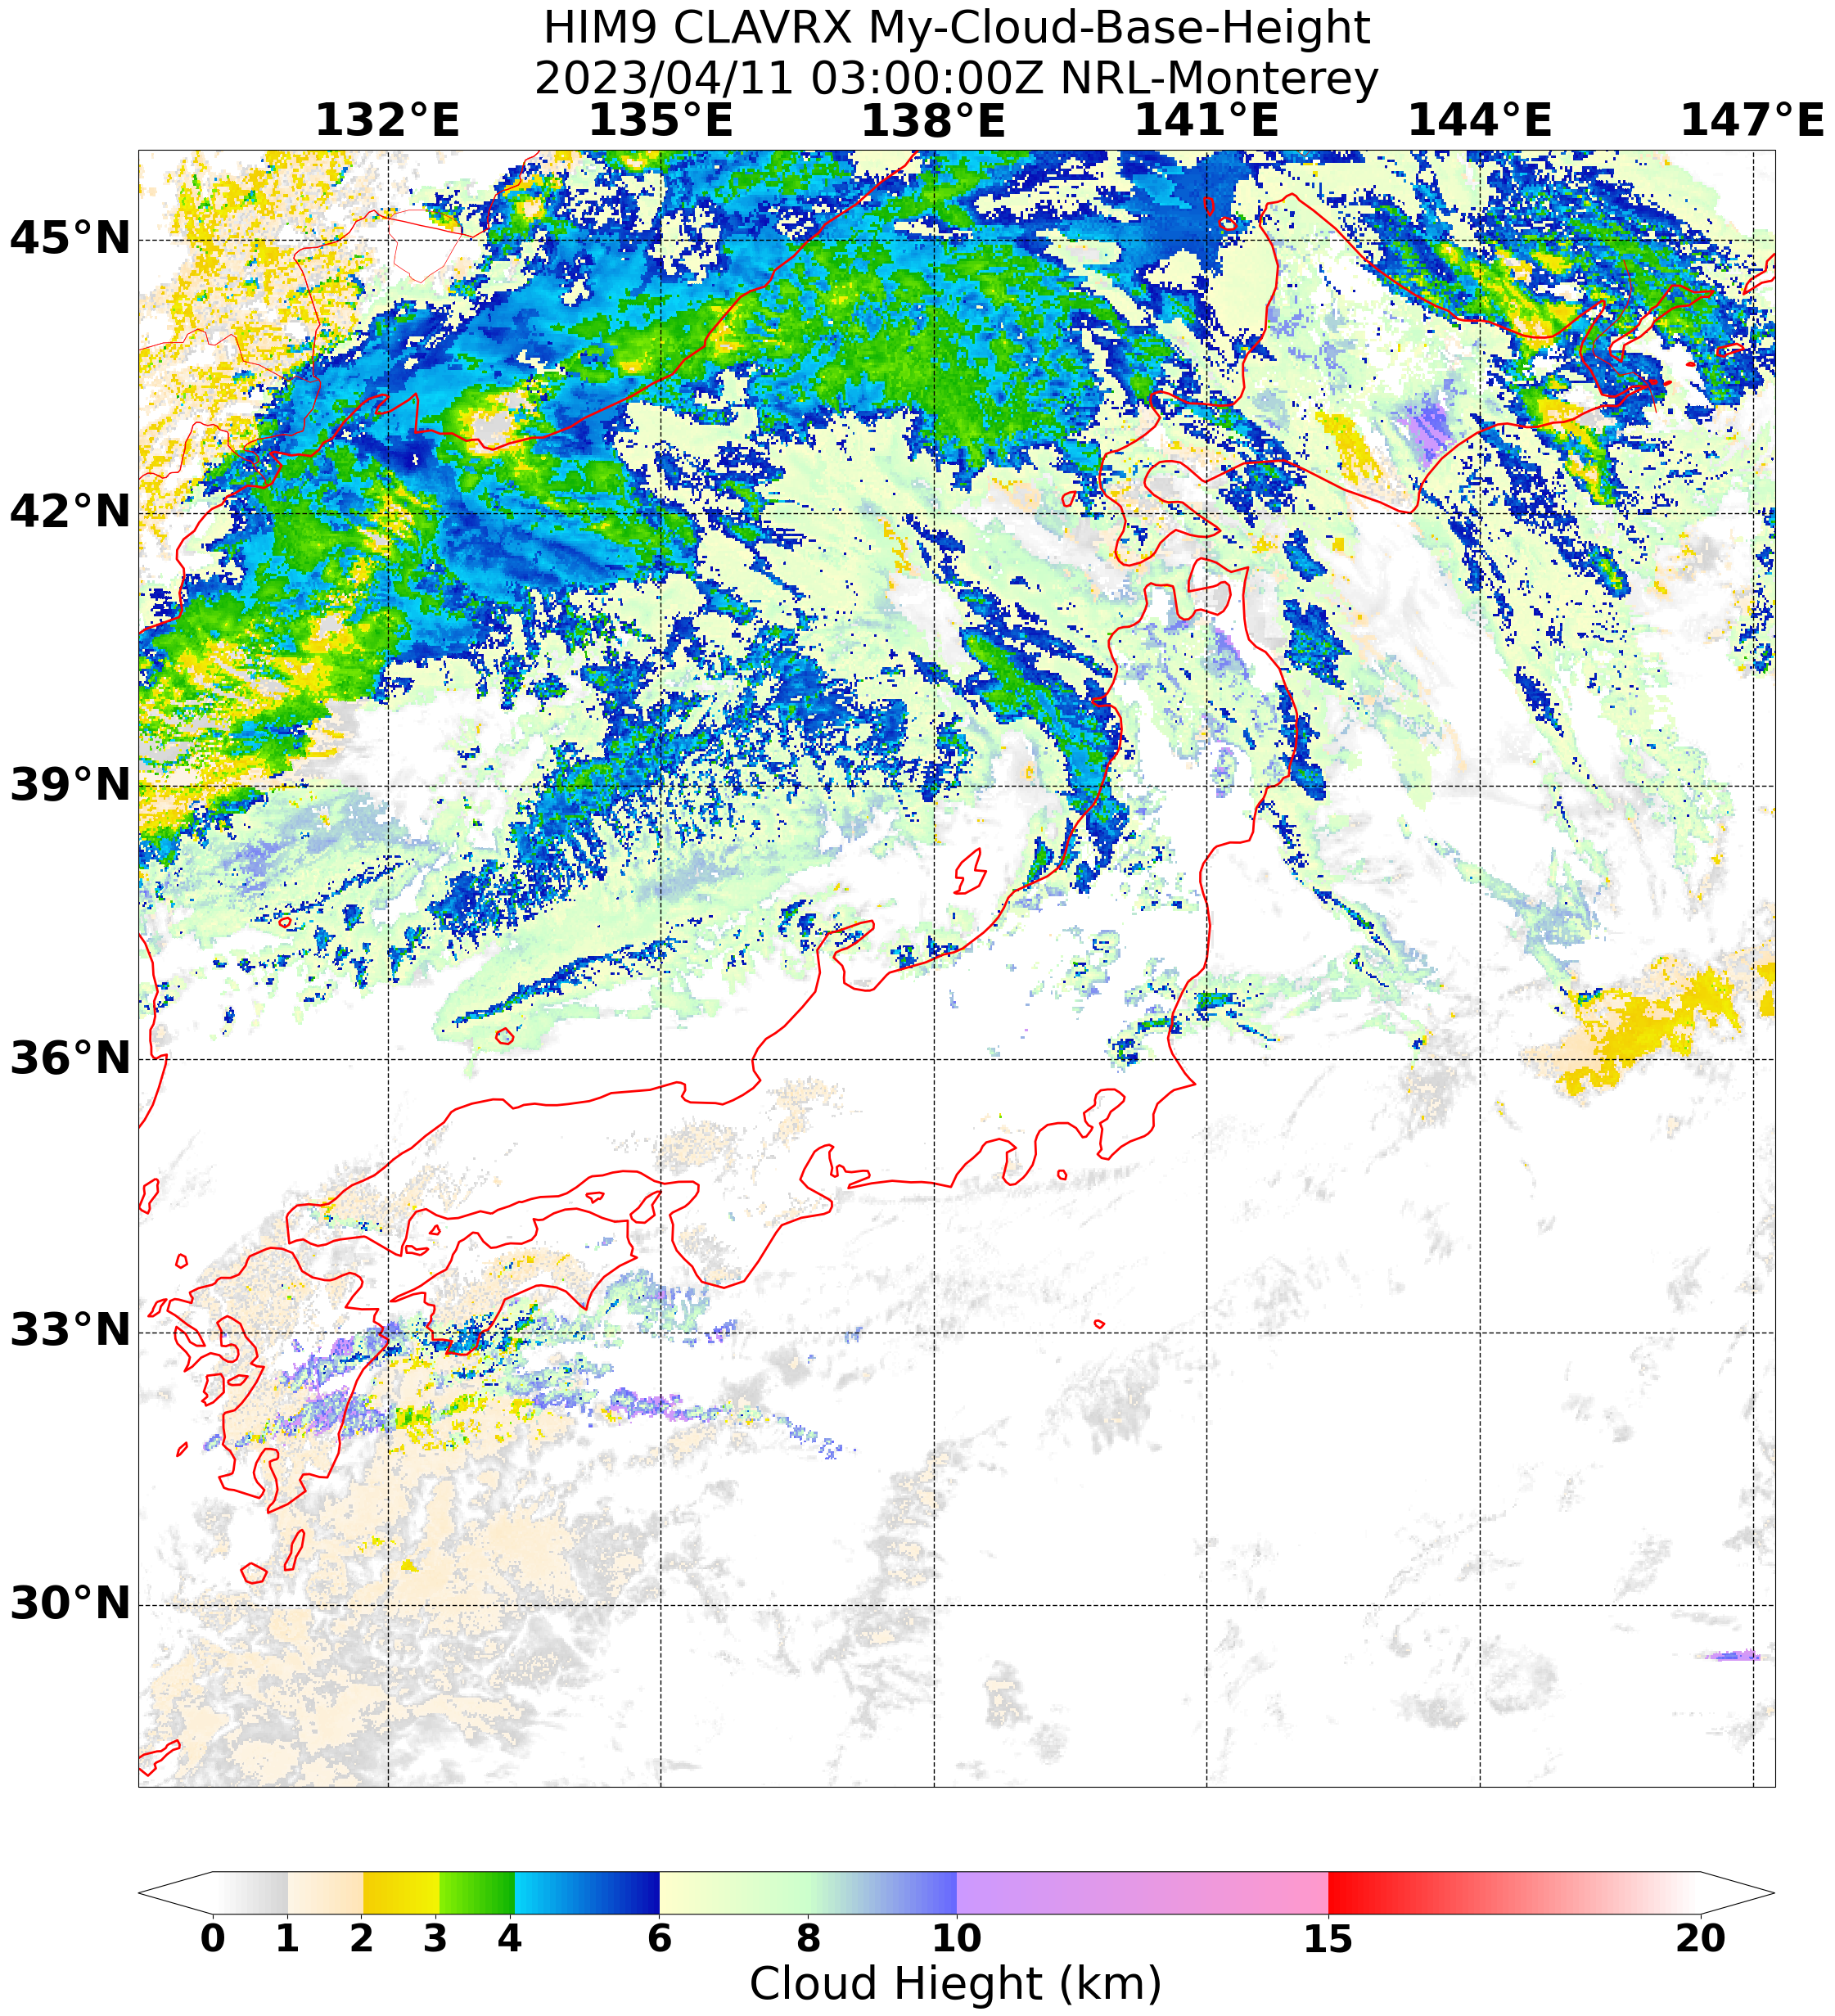 HIM9 CLAVRX My-Cloud-Base-Height
2023/04/11 03:00:00Z NRL-Monterey
132°E 135°E 138°E 141°E 144°E 147°E
45°N
42°N
39°N
36°N
33°N
30°N
0 1 2 3 4 6 8 10 15 20
Cloud Hieght (km)